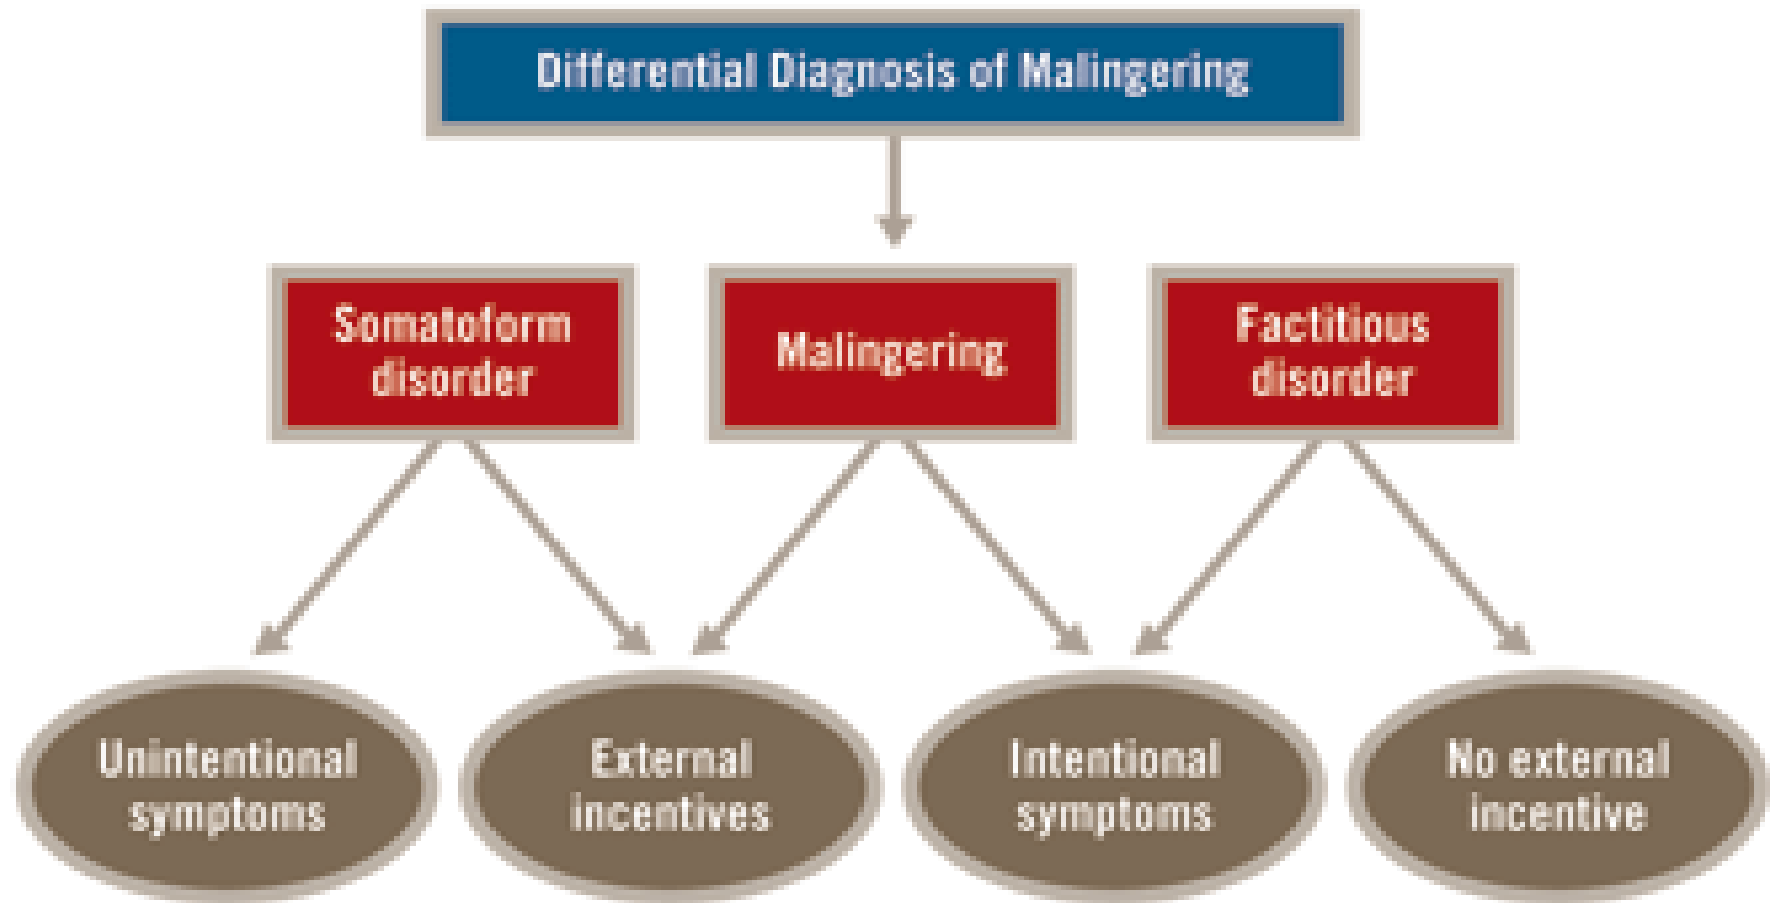 Differential Diagnosis of Malingering
Somatoform
disorder
Malingering
Factitious
disorder
Unintentional
symptoms
External
incentives
Intentional
symptoms
No external
incentive